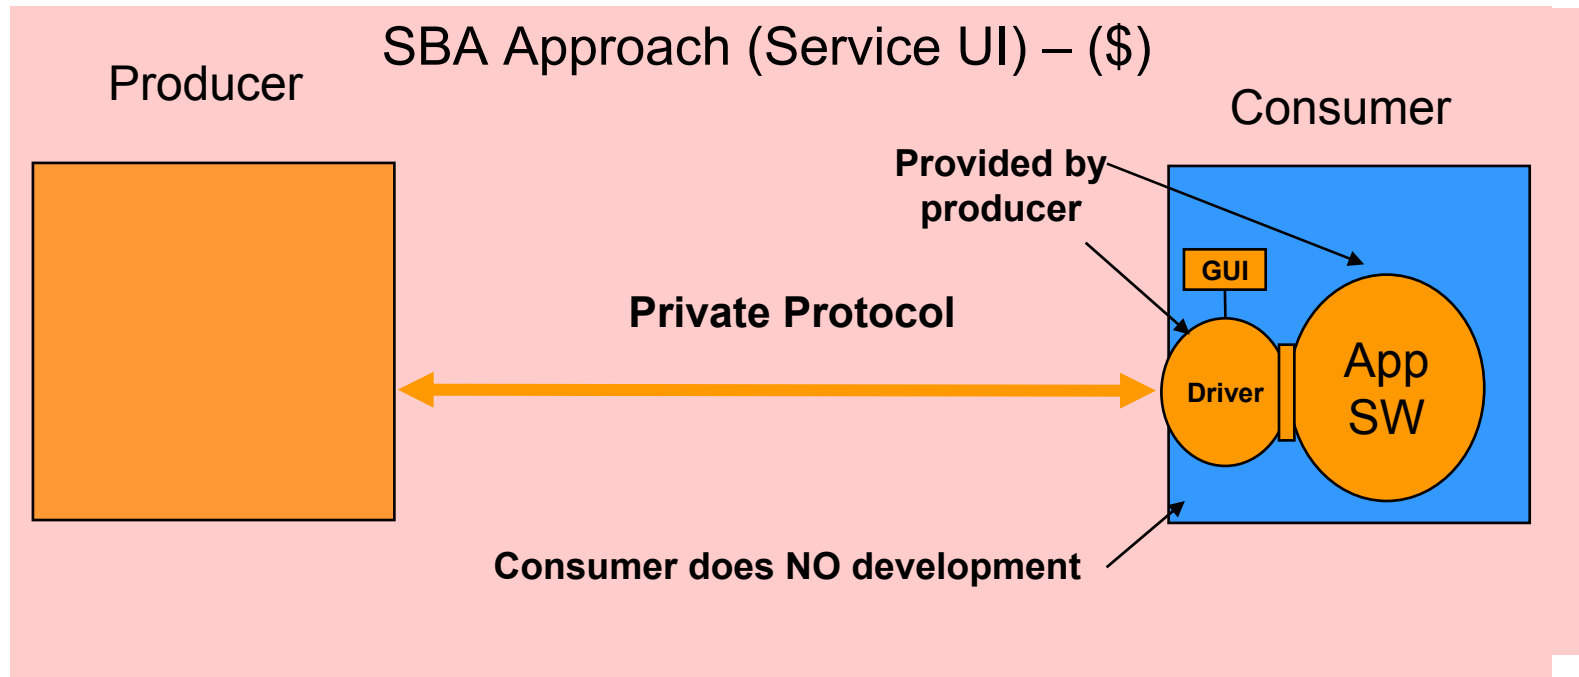 SBA Approach (Service UI) – ($)
Producer
Consumer
Provided by
producer
GUI
Private Protocol
App
SW
Driver
Consumer does NO development